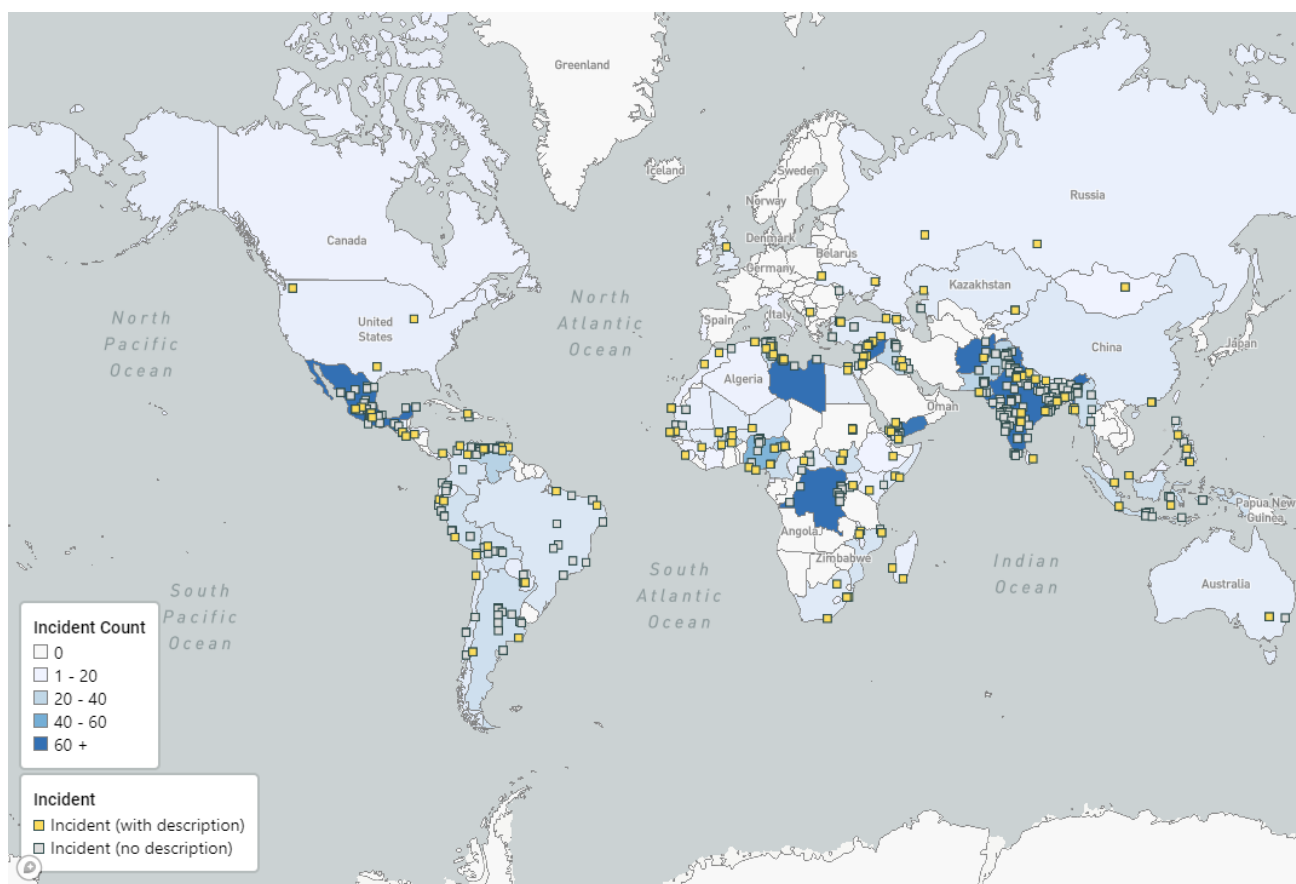 Greenland
Iceland
Sweden
Norway
Russia
Canada
Denmark
Belarus
Germany
Kazakhstan
North
Pacific
Ocean
North
Atlantic
Ocean
United
States
Spain
Italy
China
Japan
Algeria
Oman
Papua New
Guinea
Angola
Zimbabwe
South
Pacific
Ocean
South
Atlantic
Ocean
Indian
Ocean
Australia
Incident Count
0
1 - 20
20 - 40
40 - 60
60 +
Incident
Incident (with description)
Incident (no description)